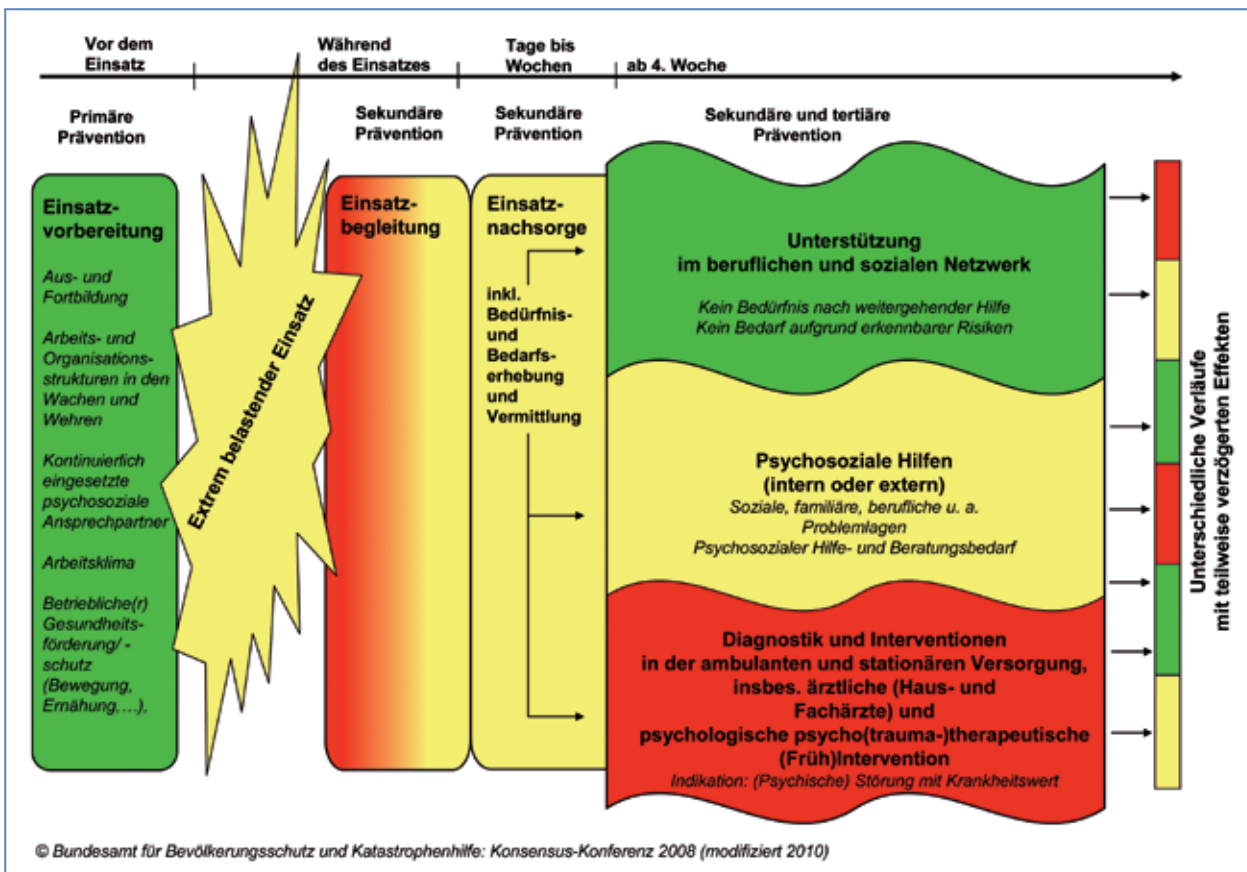 Vor dem
Einsatz
Während
des Einsatzes
Tage bis
Wochen
ab 4. Woche
Primäre
Prävention
Sekundäre
Prävention
Sekundäre
Prävention
Sekundäre und tertiäre
Prävention
Einsatz-
vorbereitung
Aus- und
Fortbildung
Arbeits- und
Organisations-
strukturen in den
Wachen und
Wehren
Kontinuierlich
eingesetzte
psychosoziale
Ansprechpartner
Arbeitsklima
Betriebliche(r)
Gesundheits-
förderung/ -
schutz
(Bewegung,
Ernährung,…),
Extrem belastender Einsatz
Einsatz-
begleitung
Einsatz-
nachsorge
inkl.
Bedürfnis-
und
Bedarfs-
erhebung
und
Vermittlung
Unterstützung
im beruflichen und sozialen Netzwerk
Kein Bedürfnis nach weitergehender Hilfe
Kein Bedarf aufgrund erkennbarer Risiken
Psychosoziale Hilfen
(intern oder extern)
Soziale, familiäre, berufliche u. a.
Problemlagen
Psychosozialer Hilfe- und Beratungsbedarf
Diagnostik und Interventionen
in der ambulanten und stationären Versorgung,
insbes. ärztliche (Haus- und
Fachärzte) und
psychologische psycho(trauma-)therapeutische
(Früh)Intervention
Indikation: (Psychische) Störung mit Krankheitswert
Unterschiedliche Verläufe
mit teilweise verzögerten Effekten
© Bundesamt für Bevölkerungsschutz und Katastrophenhilfe: Konsensus-Konferenz 2008 (modifiziert 2010)